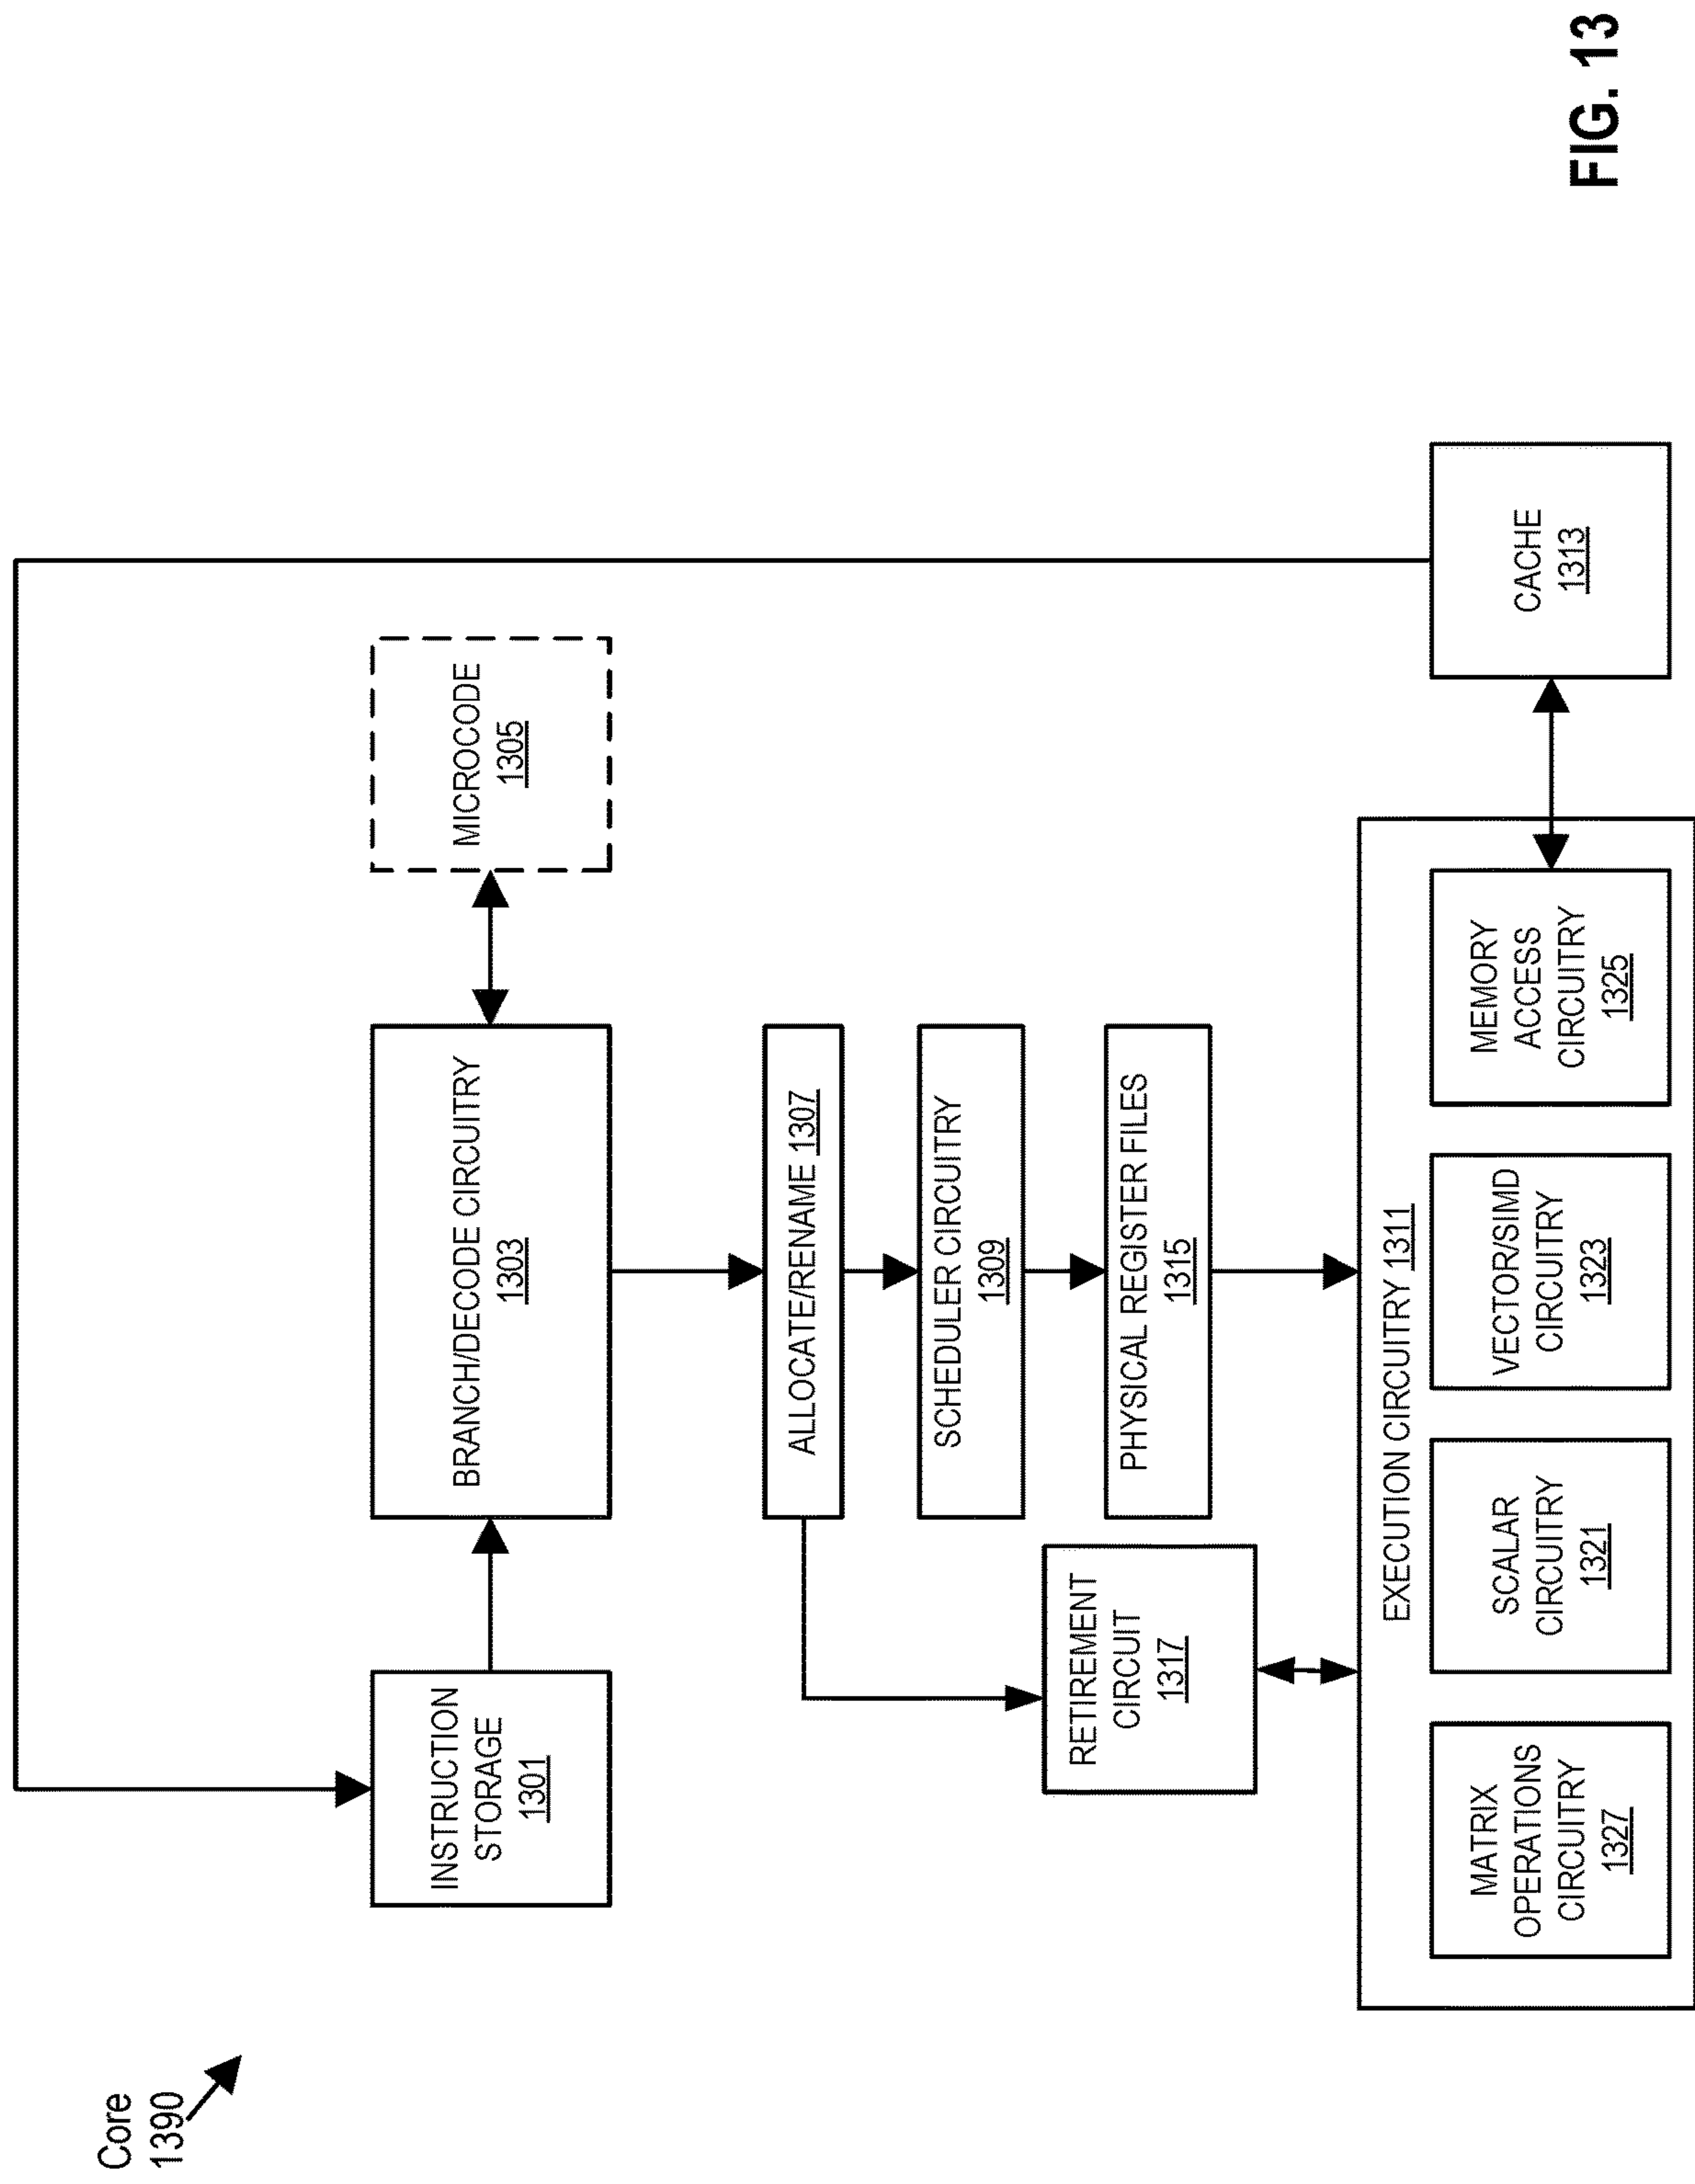 Core
1390
INSTRUCTION
STORAGE
1301
BRANCH/DECODE CIRCUITRY
1303
MICROCODE
1305
ALLOCATE/RENAME 1307
SCHEDULER CIRCUITRY
1309
PHYSICAL REGISTER FILES
1315
RETIREMENT
CIRCUIT
1317
EXECUTION CIRCUITRY 1311
MATRIX
OPERATIONS
CIRCUITRY
1327
SCALAR
CIRCUITRY
1321
VECTOR/SIMD
CIRCUITRY
1323
MEMORY
ACCESS
CIRCUITRY
1325
CACHE
1313
FIG. 13